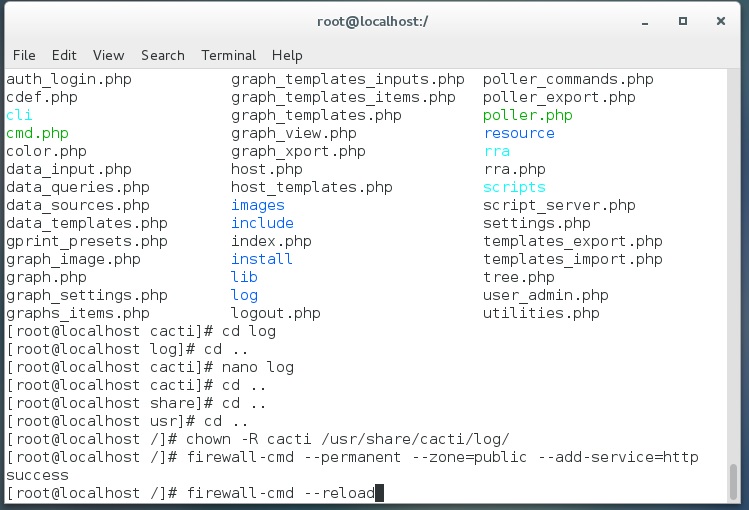 root@localhost:/
File Edit View Search Terminal Help
auth_login.php graph_templates_inputs.php poller_commands.php
cdef.php graph_templates_items.php poller_export.php
cli graph_templates.php poller.php
cmd.php graph_view.php resource
color.php graph_xport.php rra
data_input.php host.php rra.php
data_queries.php host_templates.php scripts
data_sources.php images script_server.php
data_templates.php include settings.php
gprint_presets.php index.php templates_export.php
graph_image.php install templates_import.php
graph.php lib tree.php
graph_settings.php log user_admin.php
graphs_items.php logout.php utilities.php
[root@localhost cacti]# cd log
[root@localhost log]# cd ..
[root@localhost cacti]# nano log
[root@localhost cacti]# cd ..
[root@localhost share]# cd ..
[root@localhost usr]# cd ..
[root@localhost /]# chown -R cacti /usr/share/cacti/log/
[root@localhost /]# firewall-cmd --permanent --zone=public --add-service=http
success
[root@localhost /]# firewall-cmd --reload